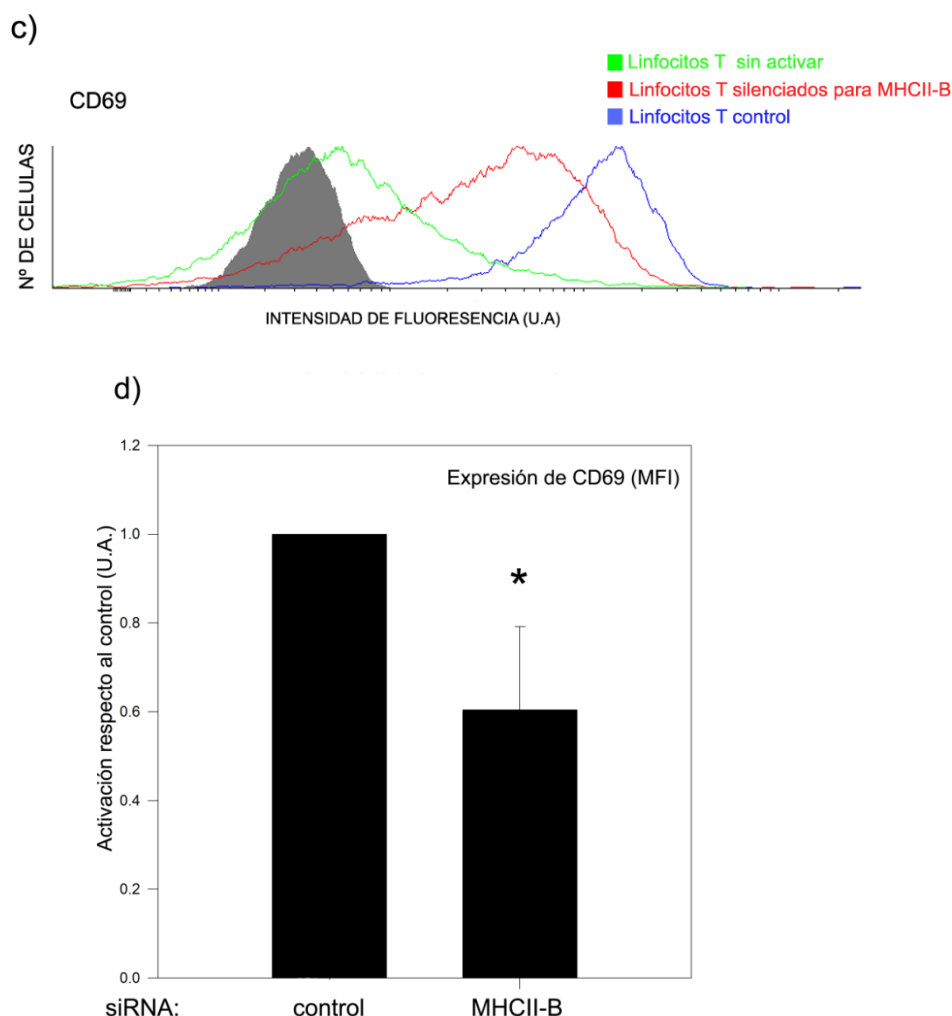 c)
Linfocitos T sin activar
Linfocitos T silenciados para MHCII-B
Linfocitos T control
CD69
Nº DE CELULAS
INTENSIDAD DE FLUORESENCIA (U.A)
d)
Expresión de CD69 (MFI)
Activación respecto al control (U.A.)
1.2
1.0
0.8
0.6
0.4
0.2
0.0
*
siRNA: control MHCII-B